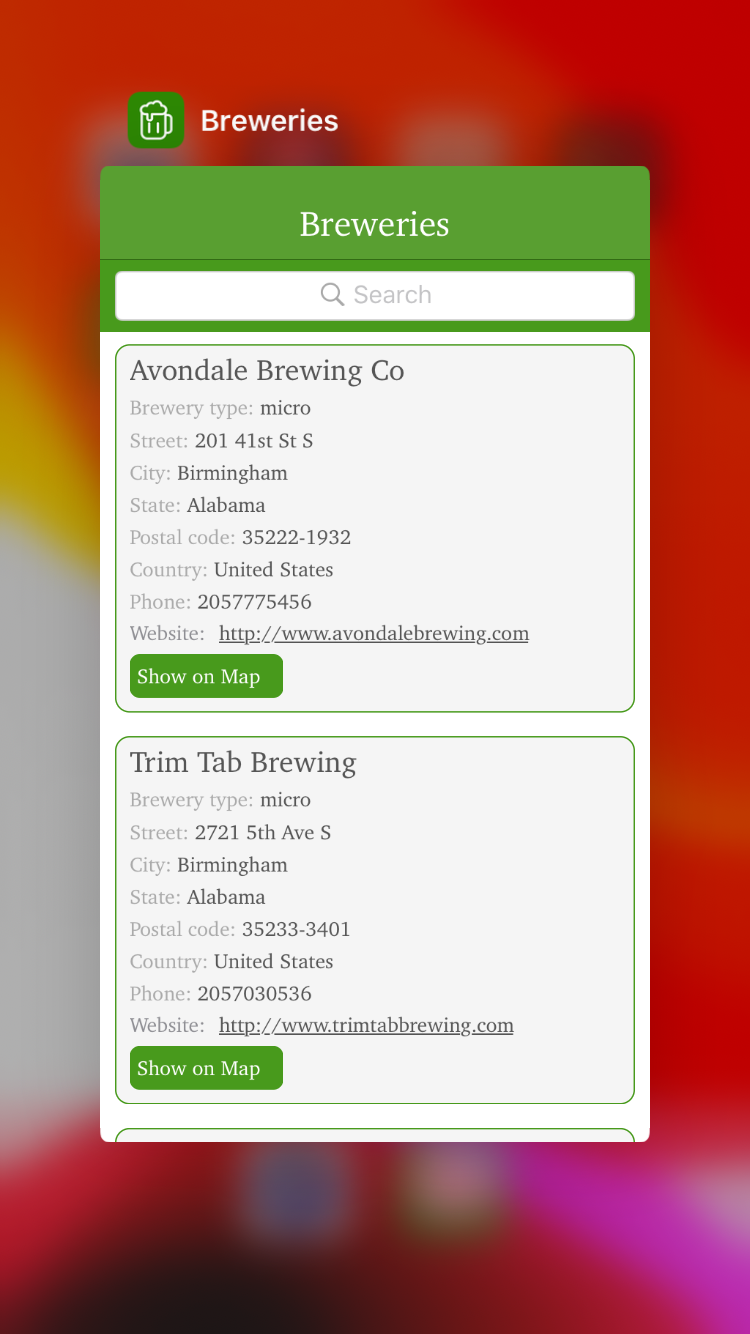 Breweries
Breweries
Search
Avondale Brewing Co
Brewery type: micro
Street: 201 41st St S
City: Birmingham
State: Alabama
Postal code: 35222-1932
Country: United States
Phone: 2057775456
Website: http://www.avondalebrewing.com
Show on Map
Trim Tab Brewing
Brewery type: micro
Street: 2721 5th Ave S
City: Birmingham
State: Alabama
Postal code: 35233-3401
Country: United States
Phone: 2057030536
Website: http://www.trimtabbrewing.com
Show on Map